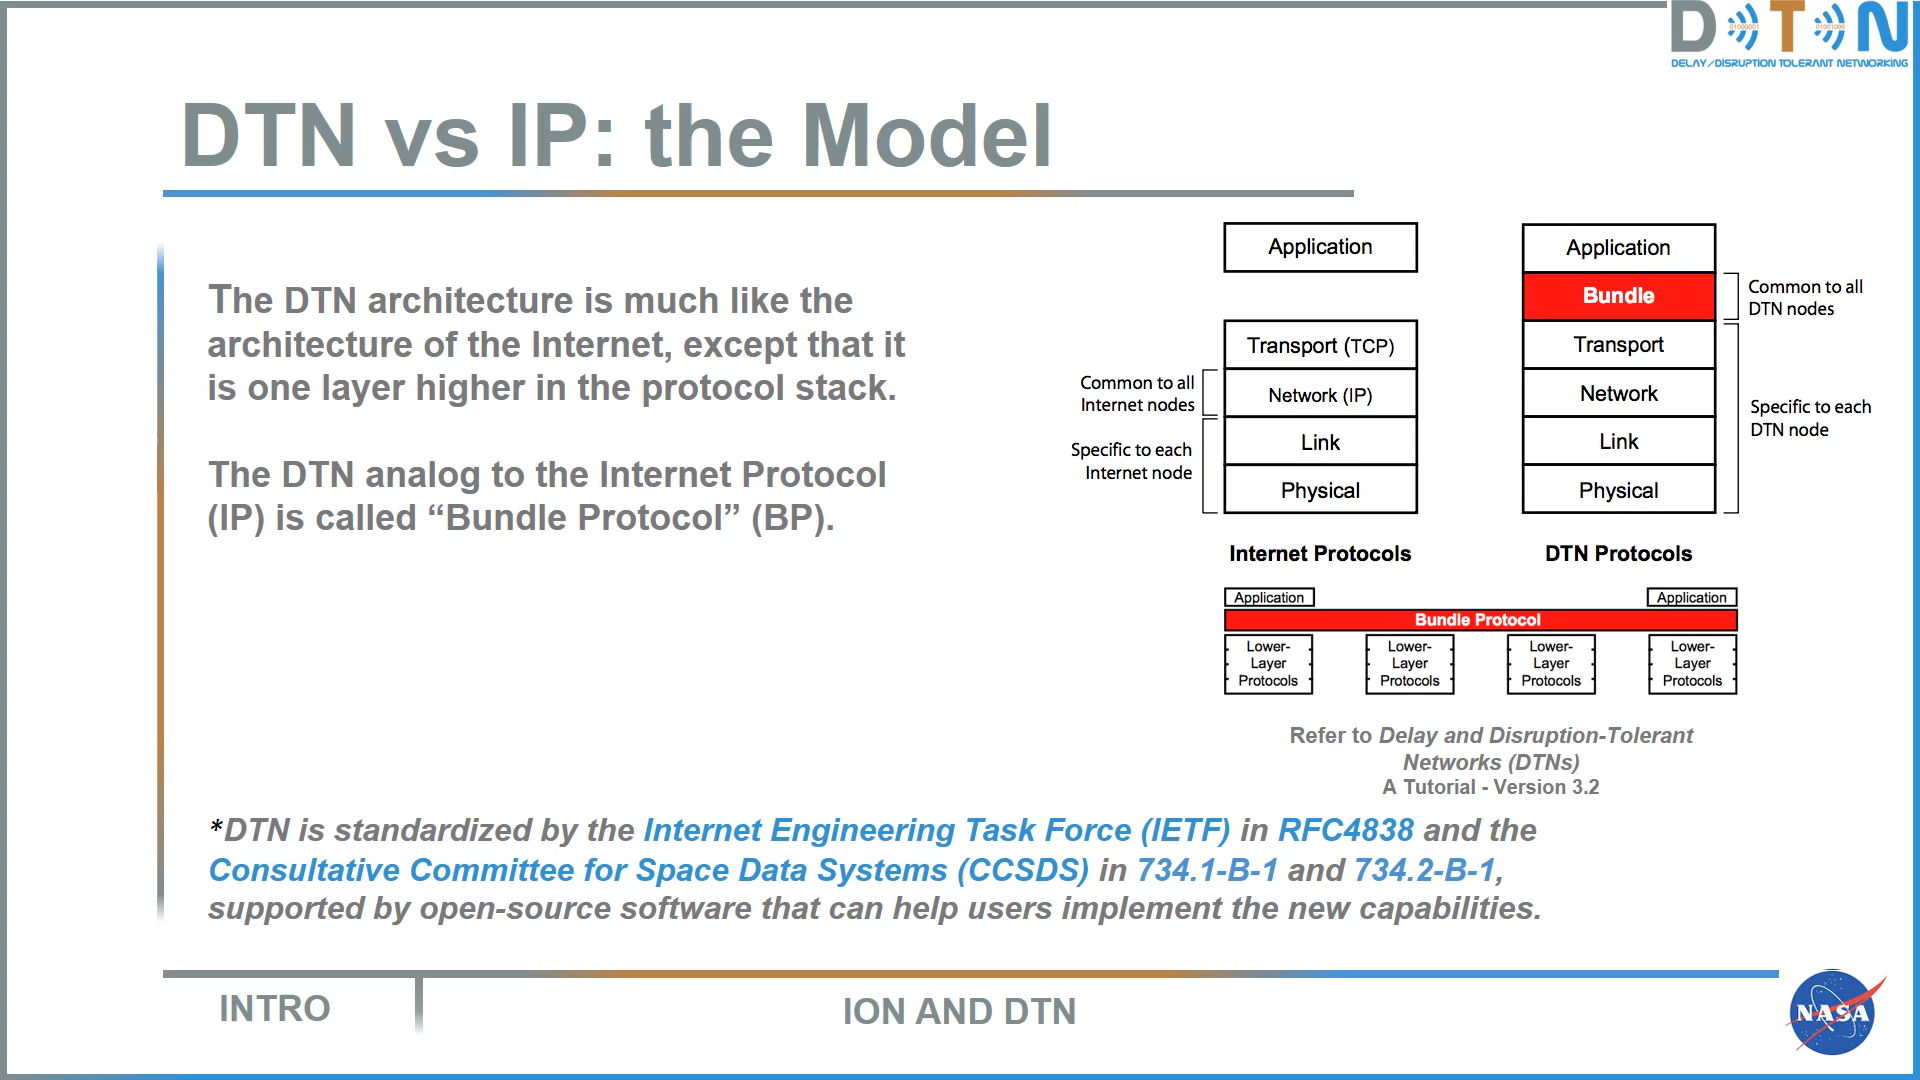 D T N
DELAY/DISRUPTION TOLERANT NETWORKING
DTN vs IP: the Model
The DTN architecture is much like the
architecture of the Internet, except that it
is one layer higher in the protocol stack.
The DTN analog to the Internet Protocol
(IP) is called “Bundle Protocol” (BP).
Application
Transport (TCP)
Network (IP)
Link
Physical
Common to all
Internet nodes
Specific to each
Internet node
Internet Protocols
Application
Bundle
Transport
Network
Link
Physical
Common to all
DTN nodes
Specific to each
DTN node
DTN Protocols
Application
Application
Bundle Protocol
Lower-
Layer
Protocols
Lower-
Layer
Protocols
Lower-
Layer
Protocols
Lower-
Layer
Protocols
Refer to Delay and Disruption-Tolerant
Networks (DTNs)
A Tutorial - Version 3.2
*DTN is standardized by the Internet Engineering Task Force (IETF) in RFC4838 and the
Consultative Committee for Space Data Systems (CCSDS) in 734.1-B-1 and 734.2-B-1,
supported by open-source software that can help users implement the new capabilities.
INTRO
ION AND DTN
NASA